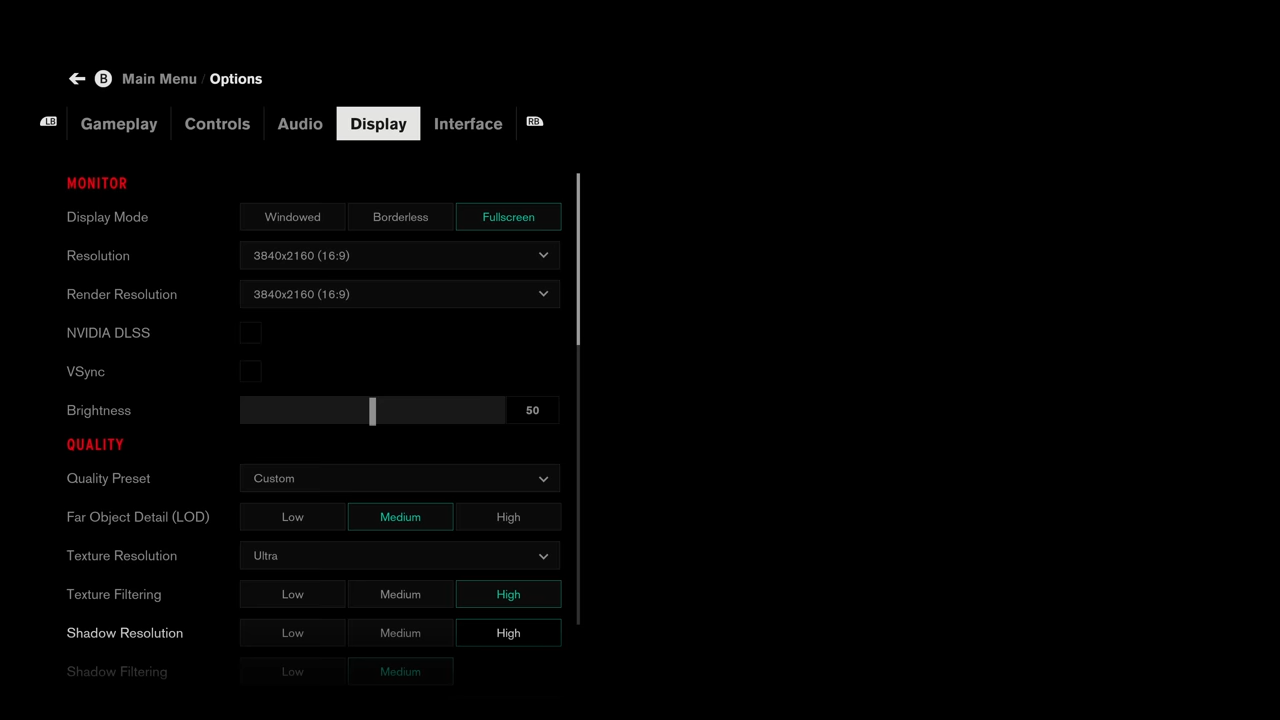 B Main Menu / Options
LB Gameplay Controls Audio Display Interface RB
MONITOR
Display Mode Windowed Borderless Fullscreen
Resolution 3840x2160 (16:9)
Render Resolution 3840x2160 (16:9)
NVIDIA DLSS
VSync
Brightness 50
QUALITY
Quality Preset Custom
Far Object Detail (LOD) Low Medium High
Texture Resolution Ultra
Texture Filtering Low Medium High
Shadow Resolution Low Medium High
Shadow Filtering Low Medium